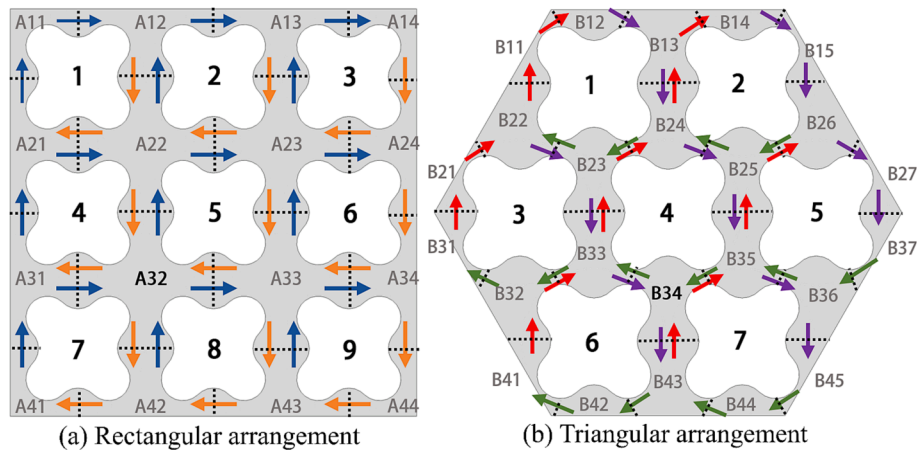 A11 A12 A13 A14
1 2 3
A21 A22 A23 A24
4 5 6
A31 A32 A33 A34
7 8 9
A41 A42 A43 A44
(a) Rectangular arrangement
B12 B14
B11 B13 B15
1 2
B22 B24 B26
B21 B23 B25 B27
3 4 5
B31 B33 B35 B37
B32 B34 B36
6 7
B41 B43 B45
B42 B44
(b) Triangular arrangement